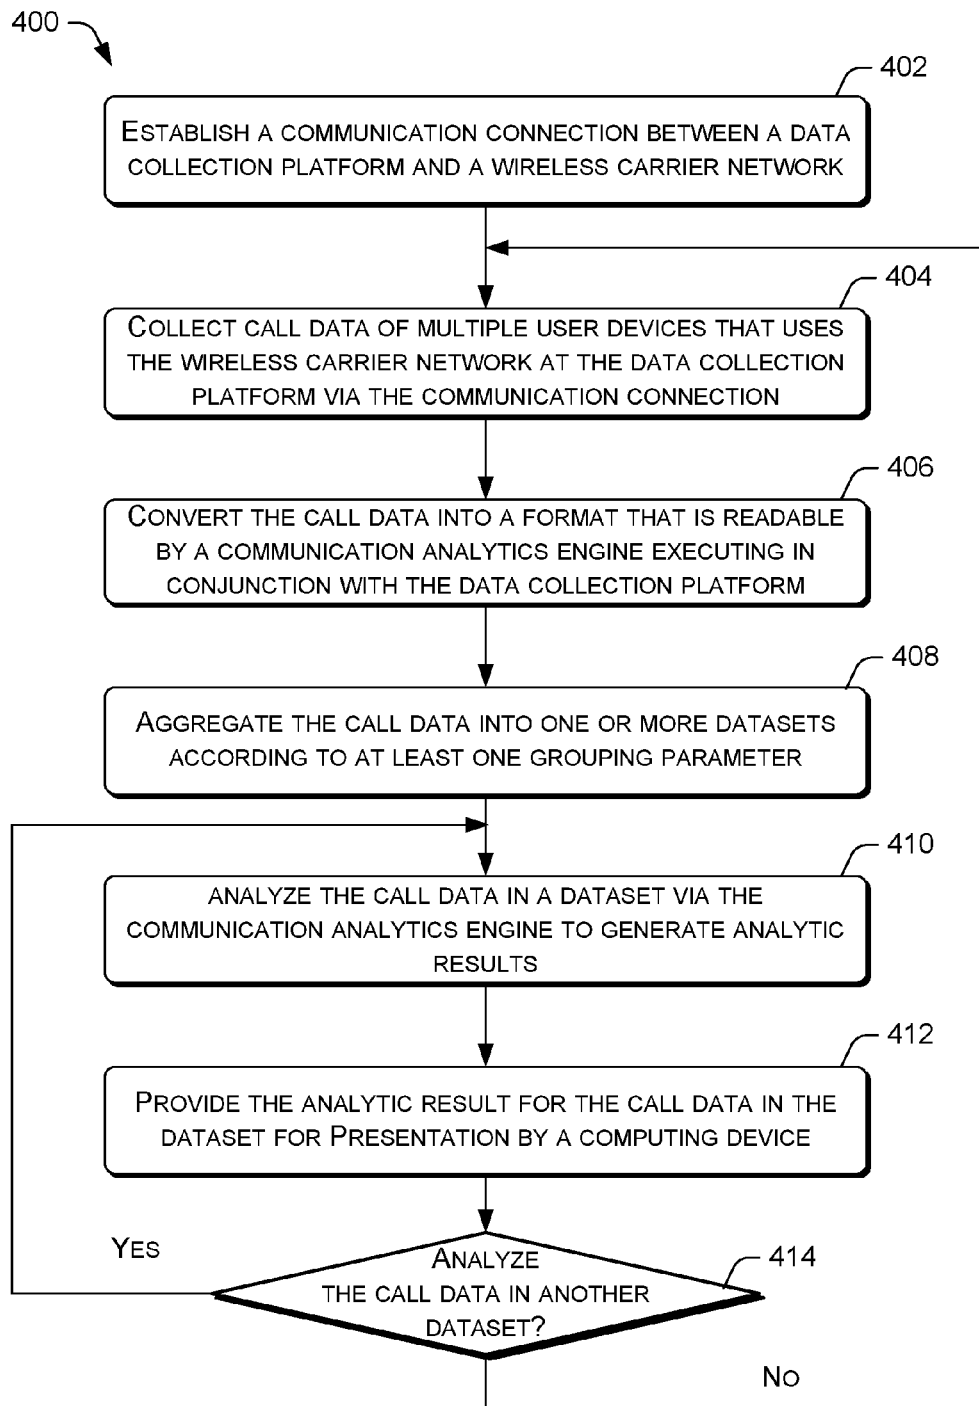 400
402
ESTABLISH A COMMUNICATION CONNECTION BETWEEN A DATA
COLLECTION PLATFORM AND A WIRELESS CARRIER NETWORK
404
COLLECT CALL DATA OF MULTIPLE USER DEVICES THAT USES
THE WIRELESS CARRIER NETWORK AT THE DATA COLLECTION
PLATFORM VIA THE COMMUNICATION CONNECTION
406
CONVERT THE CALL DATA INTO A FORMAT THAT IS READABLE
BY A COMMUNICATION ANALYTICS ENGINE EXECUTING IN
CONJUNCTION WITH THE DATA COLLECTION PLATFORM
408
AGGREGATE THE CALL DATA INTO ONE OR MORE DATASETS
ACCORDING TO AT LEAST ONE GROUPING PARAMETER
410
ANALYZE THE CALL DATA IN A DATASET VIA THE
COMMUNICATION ANALYTICS ENGINE TO GENERATE ANALYTIC
RESULTS
412
PROVIDE THE ANALYTIC RESULT FOR THE CALL DATA IN THE
DATASET FOR PRESENTATION BY A COMPUTING DEVICE
YES
414
ANALYZE
THE CALL DATA IN ANOTHER
DATASET?
NO